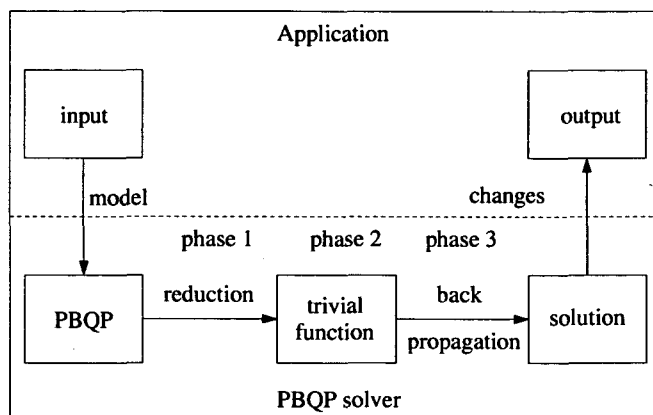 Application
input
output
model
changes
phase 1
phase 2
phase 3
PBQP
reduction
trivial
function
back
propagation
solution
PBQP solver